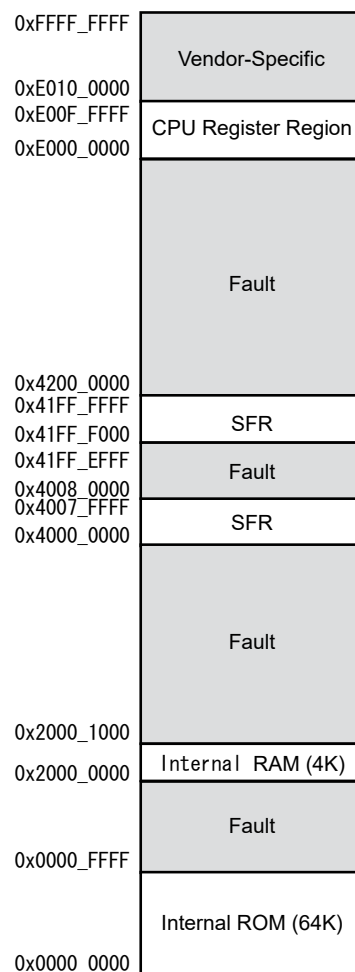 0xFFFF_FFFF
Vendor-Specific
0xE010_0000
0xE00F_FFFF
CPU Register Region
0xE000_0000
Fault
0x4200_0000
0x41FF_FFFF
SFR
0x41FF_F000
0x41FF_EFFF
Fault
0x4008_0000
0x4007_FFFF
SFR
0x4000_0000
Fault
0x2000_1000
Internal RAM (4K)
0x2000_0000
Fault
0x0000_FFFF
Internal ROM (64K)
0x0000_0000